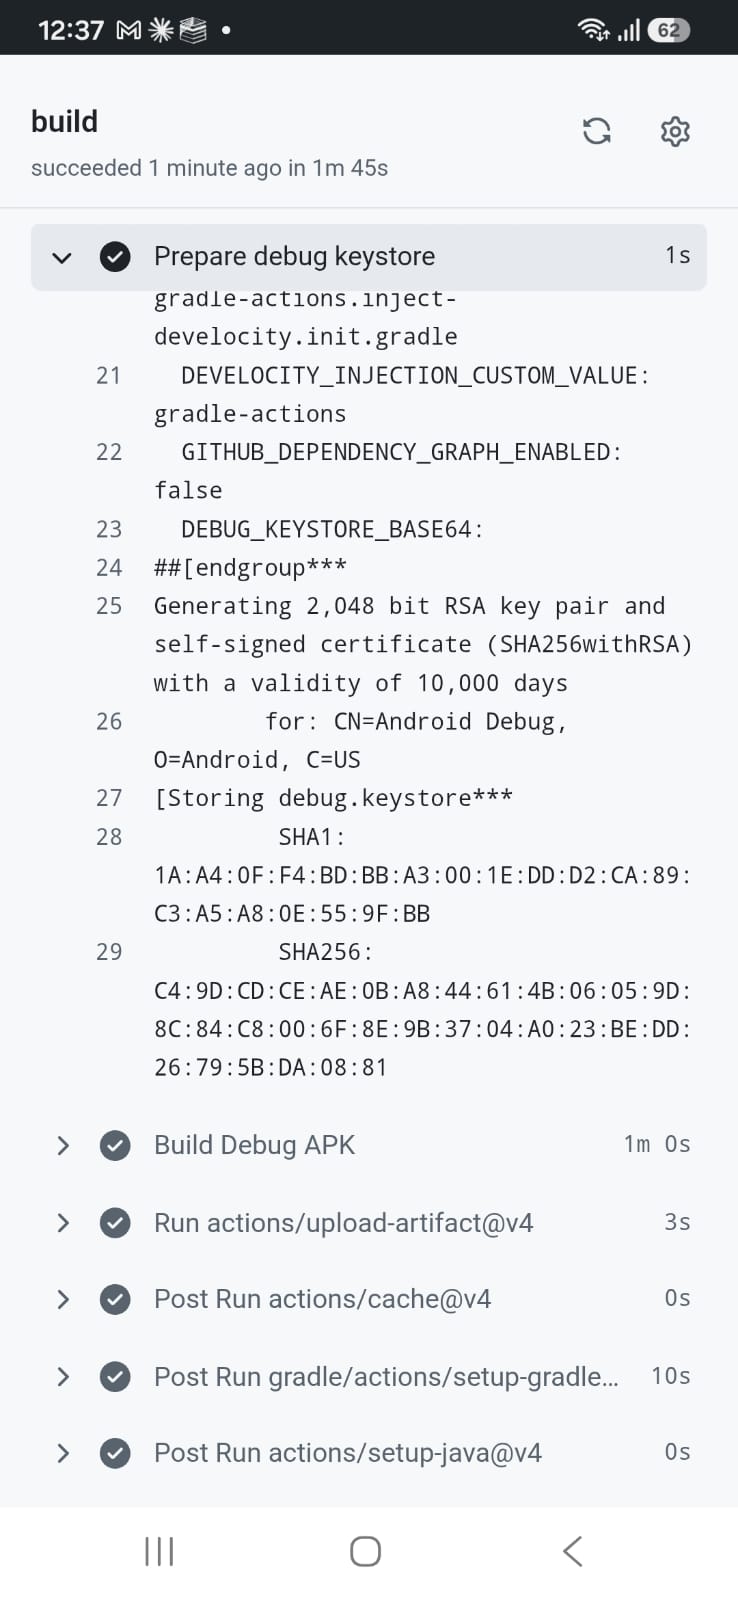 12:37
62
build
succeeded 1 minute ago in 1m 45s
Prepare debug keystore 1s
gradle-actions.inject-
develocity.init.gradle
21 DEVELOCITY_INJECTION_CUSTOM_VALUE:
gradle-actions
22 GITHUB_DEPENDENCY_GRAPH_ENABLED:
false
23 DEBUG_KEYSTORE_BASE64:
24 ##[endgroup***
25 Generating 2,048 bit RSA key pair and
self-signed certificate (SHA256withRSA)
with a validity of 10,000 days
26 for: CN=Android Debug,
O=Android, C=US
27 [Storing debug.keystore***
28 SHA1:
1A:A4:0F:F4:BD:BB:A3:00:1E:DD:D2:CA:89:
C3:A5:A8:0E:55:9F:BB
29 SHA256:
C4:9D:CD:CE:AE:0B:A8:44:61:4B:06:05:9D:
8C:84:C8:00:6F:8E:9B:37:04:A0:23:BE:DD:
26:79:5B:DA:08:81
Build Debug APK 1m 0s
Run actions/upload-artifact@v4 3s
Post Run actions/cache@v4 0s
Post Run gradle/actions/setup-gradle... 10s
Post Run actions/setup-java@v4 0s